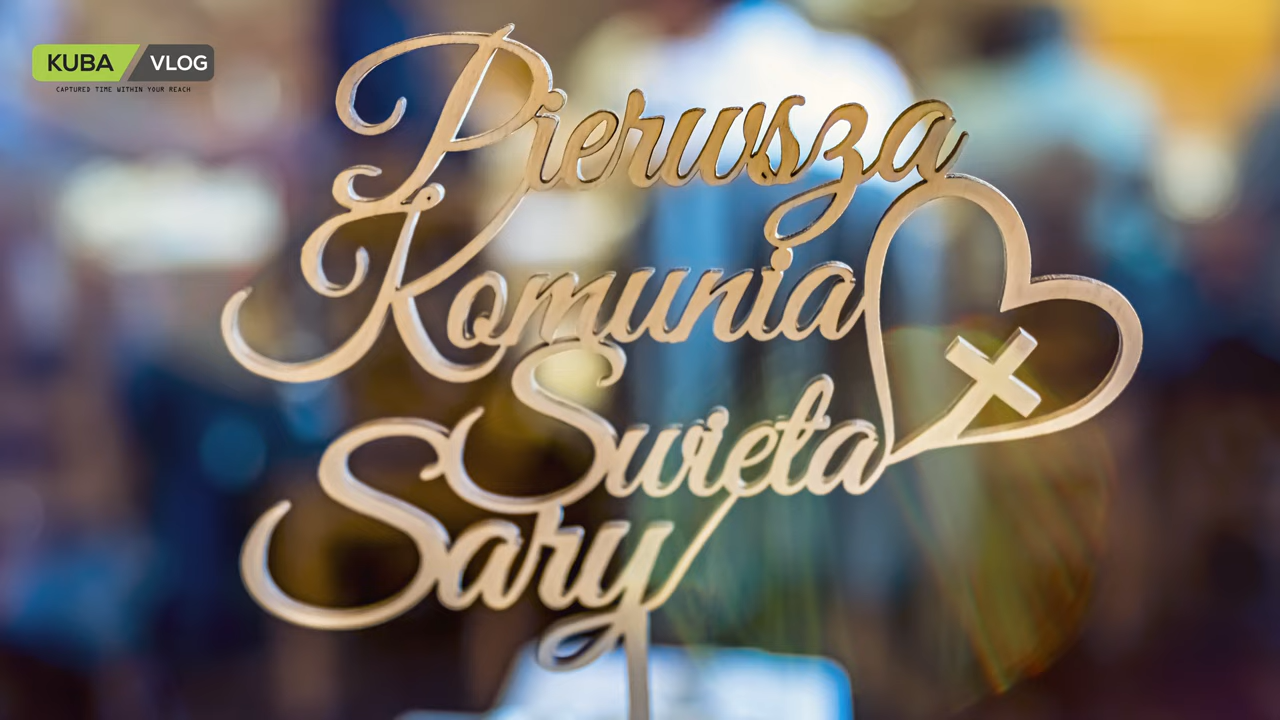 KUBA VLOG
CAPTURED TIME WITHIN YOUR REACH
Pierwsza
Komunia
Swięta
Sary